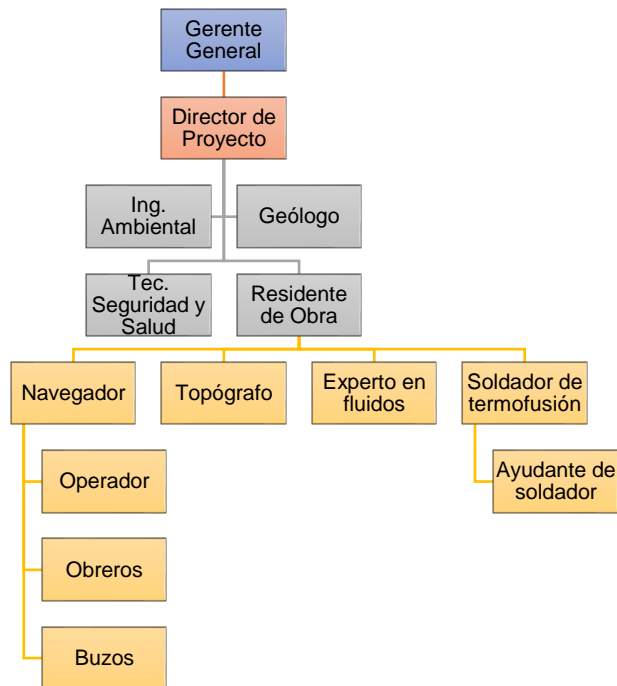 Gerente
General
Director de
Proyecto
Ing.
Ambiental
Geólogo
Tec.
Seguridad y
Salud
Residente
de Obra
Navegador
Topógrafo
Experto en
fluidos
Soldador de
termofusión
Operador
Ayudante de
soldador
Obreros
Buzos